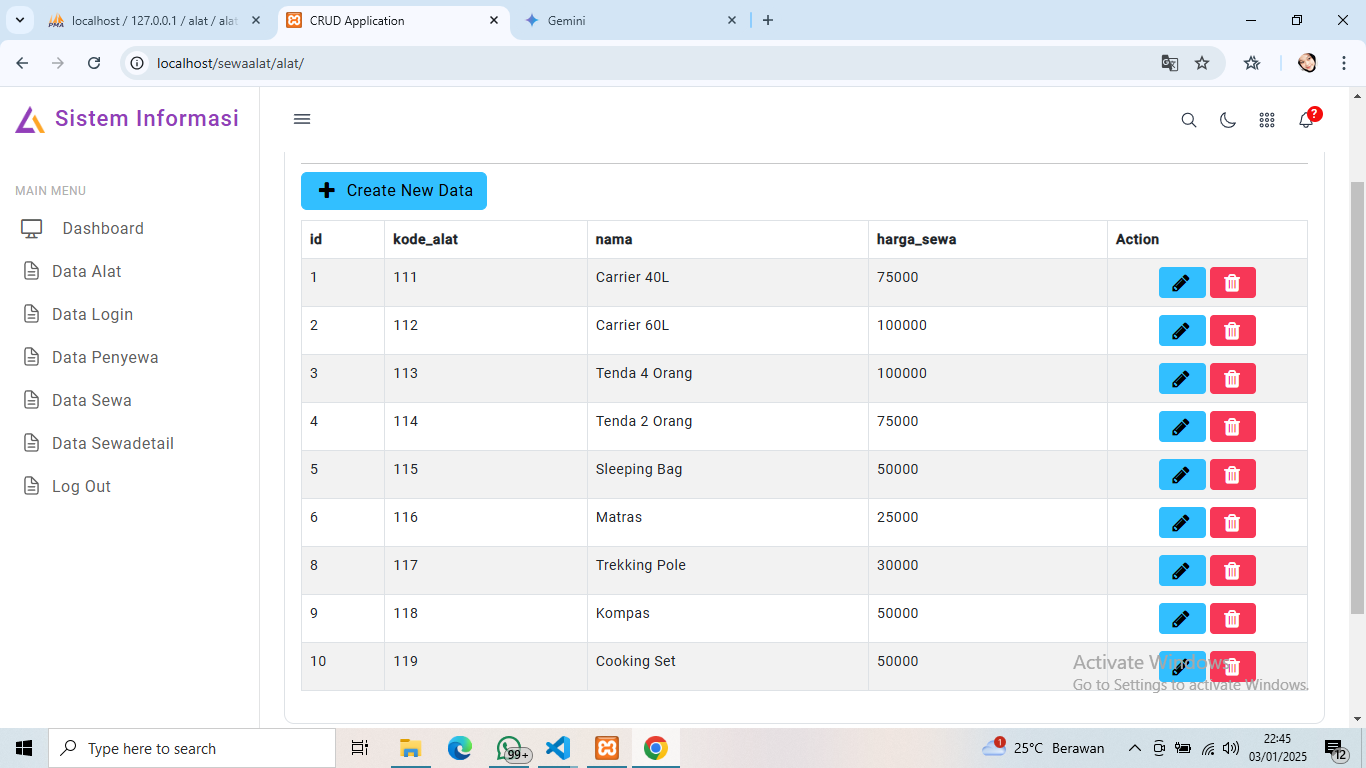 localhost / 127.0.0.1 / alat / alat
CRUD Application
Gemini
localhost/sewaalat/alat/
Sistem Informasi
?
MAIN MENU
Dashboard
Data Alat
Data Login
Data Penyewa
Data Sewa
Data Sewadetail
Log Out
Create New Data
id kode_alat nama harga_sewa Action
1 111 Carrier 40L 75000
2 112 Carrier 60L 100000
3 113 Tenda 4 Orang 100000
4 114 Tenda 2 Orang 75000
5 115 Sleeping Bag 50000
6 116 Matras 25000
8 117 Trekking Pole 30000
9 118 Kompas 50000
10 119 Cooking Set 50000
Activate Windows
Go to Settings to activate Windows.
Type here to search
99+
1
25°C Berawan
22:45
03/01/2025
12